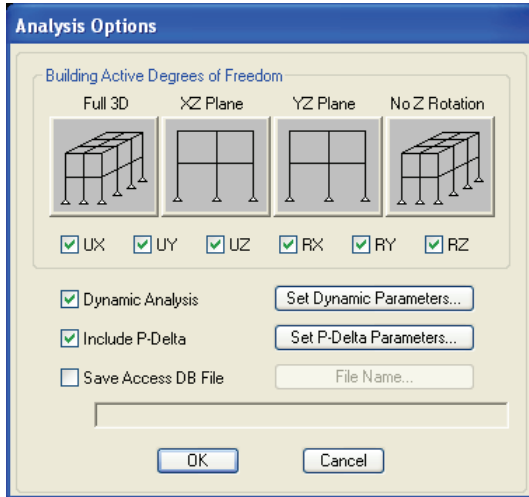 Analysis Options
Building Active Degrees of Freedom
Full 3D XZ Plane YZ Plane No Z Rotation
UX UY UZ RX RY RZ
Dynamic Analysis Set Dynamic Parameters...
Include P-Delta Set P-Delta Parameters...
Save Access DB File File Name...
OK Cancel